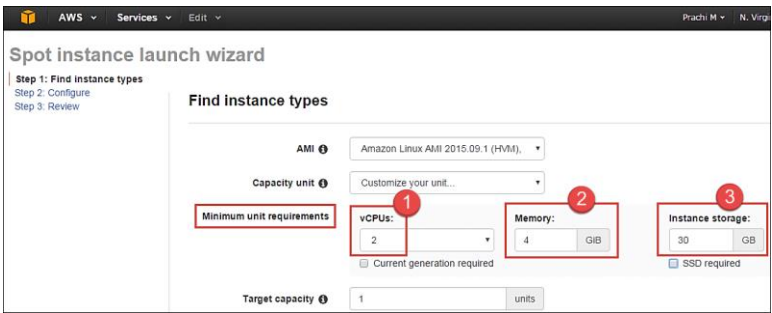 AWS Services Edit Prachi M N. Virgi
Spot instance launch wizard
Step 1: Find instance types
Step 2: Configure
Step 3: Review
Find instance types
AMI Amazon Linux AMI 2015.09.1 (HVM),
Capacity unit Customize your unit...
1 2 3
Minimum unit requirements vCPUs: Memory: Instance storage:
2 4 GIB 30 GB
Current generation required SSD required
Target capacity 1 units